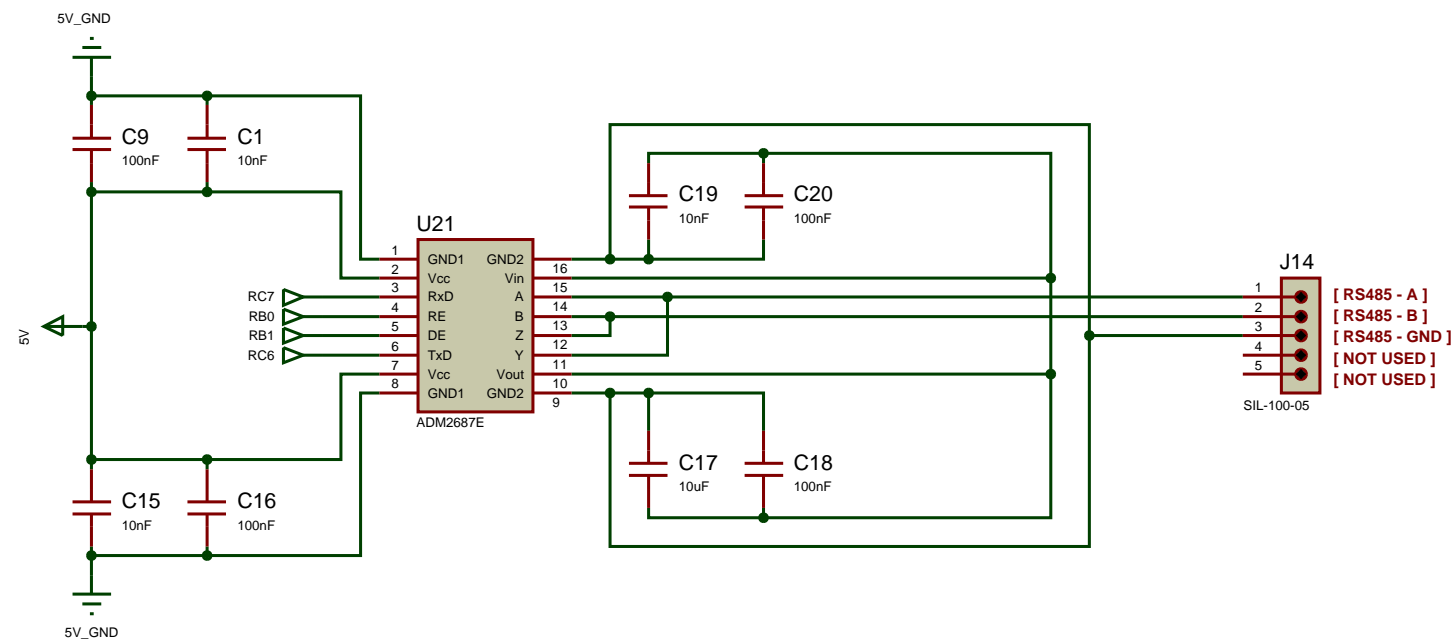 5V_GND
C9
100nF
C1
10nF
C19
10nF
C20
100nF
U21
1 GND1 GND2 16
2 Vcc Vin 15
3 RxD A 14
4 RE B 13
5 DE Z 12
6 TxD Y 11
7 Vcc Vout 10
8 GND1 GND2 9
ADM2687E
RC7
RB0
RB1
RC6
5V
J14
1 [ RS485 - A ]
2 [ RS485 - B ]
3 [ RS485 - GND ]
4 [ NOT USED ]
5 [ NOT USED ]
SIL-100-05
C17
10uF
C18
100nF
C15
10nF
C16
100nF
5V_GND